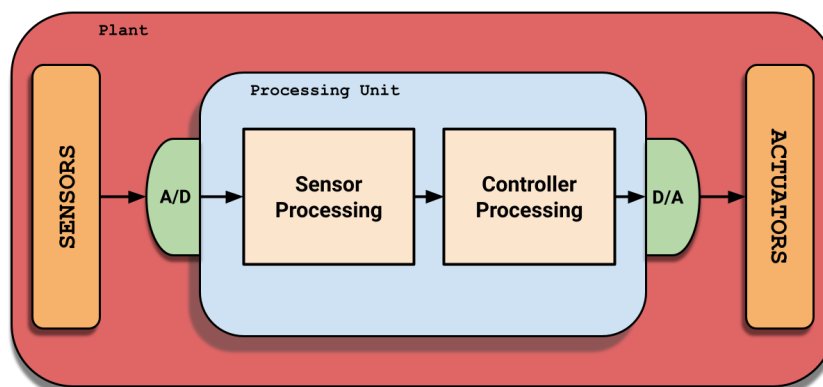 Plant
Processing Unit
SENSORS
A/D
Sensor
Processing
Controller
Processing
D/A
ACTUATORS